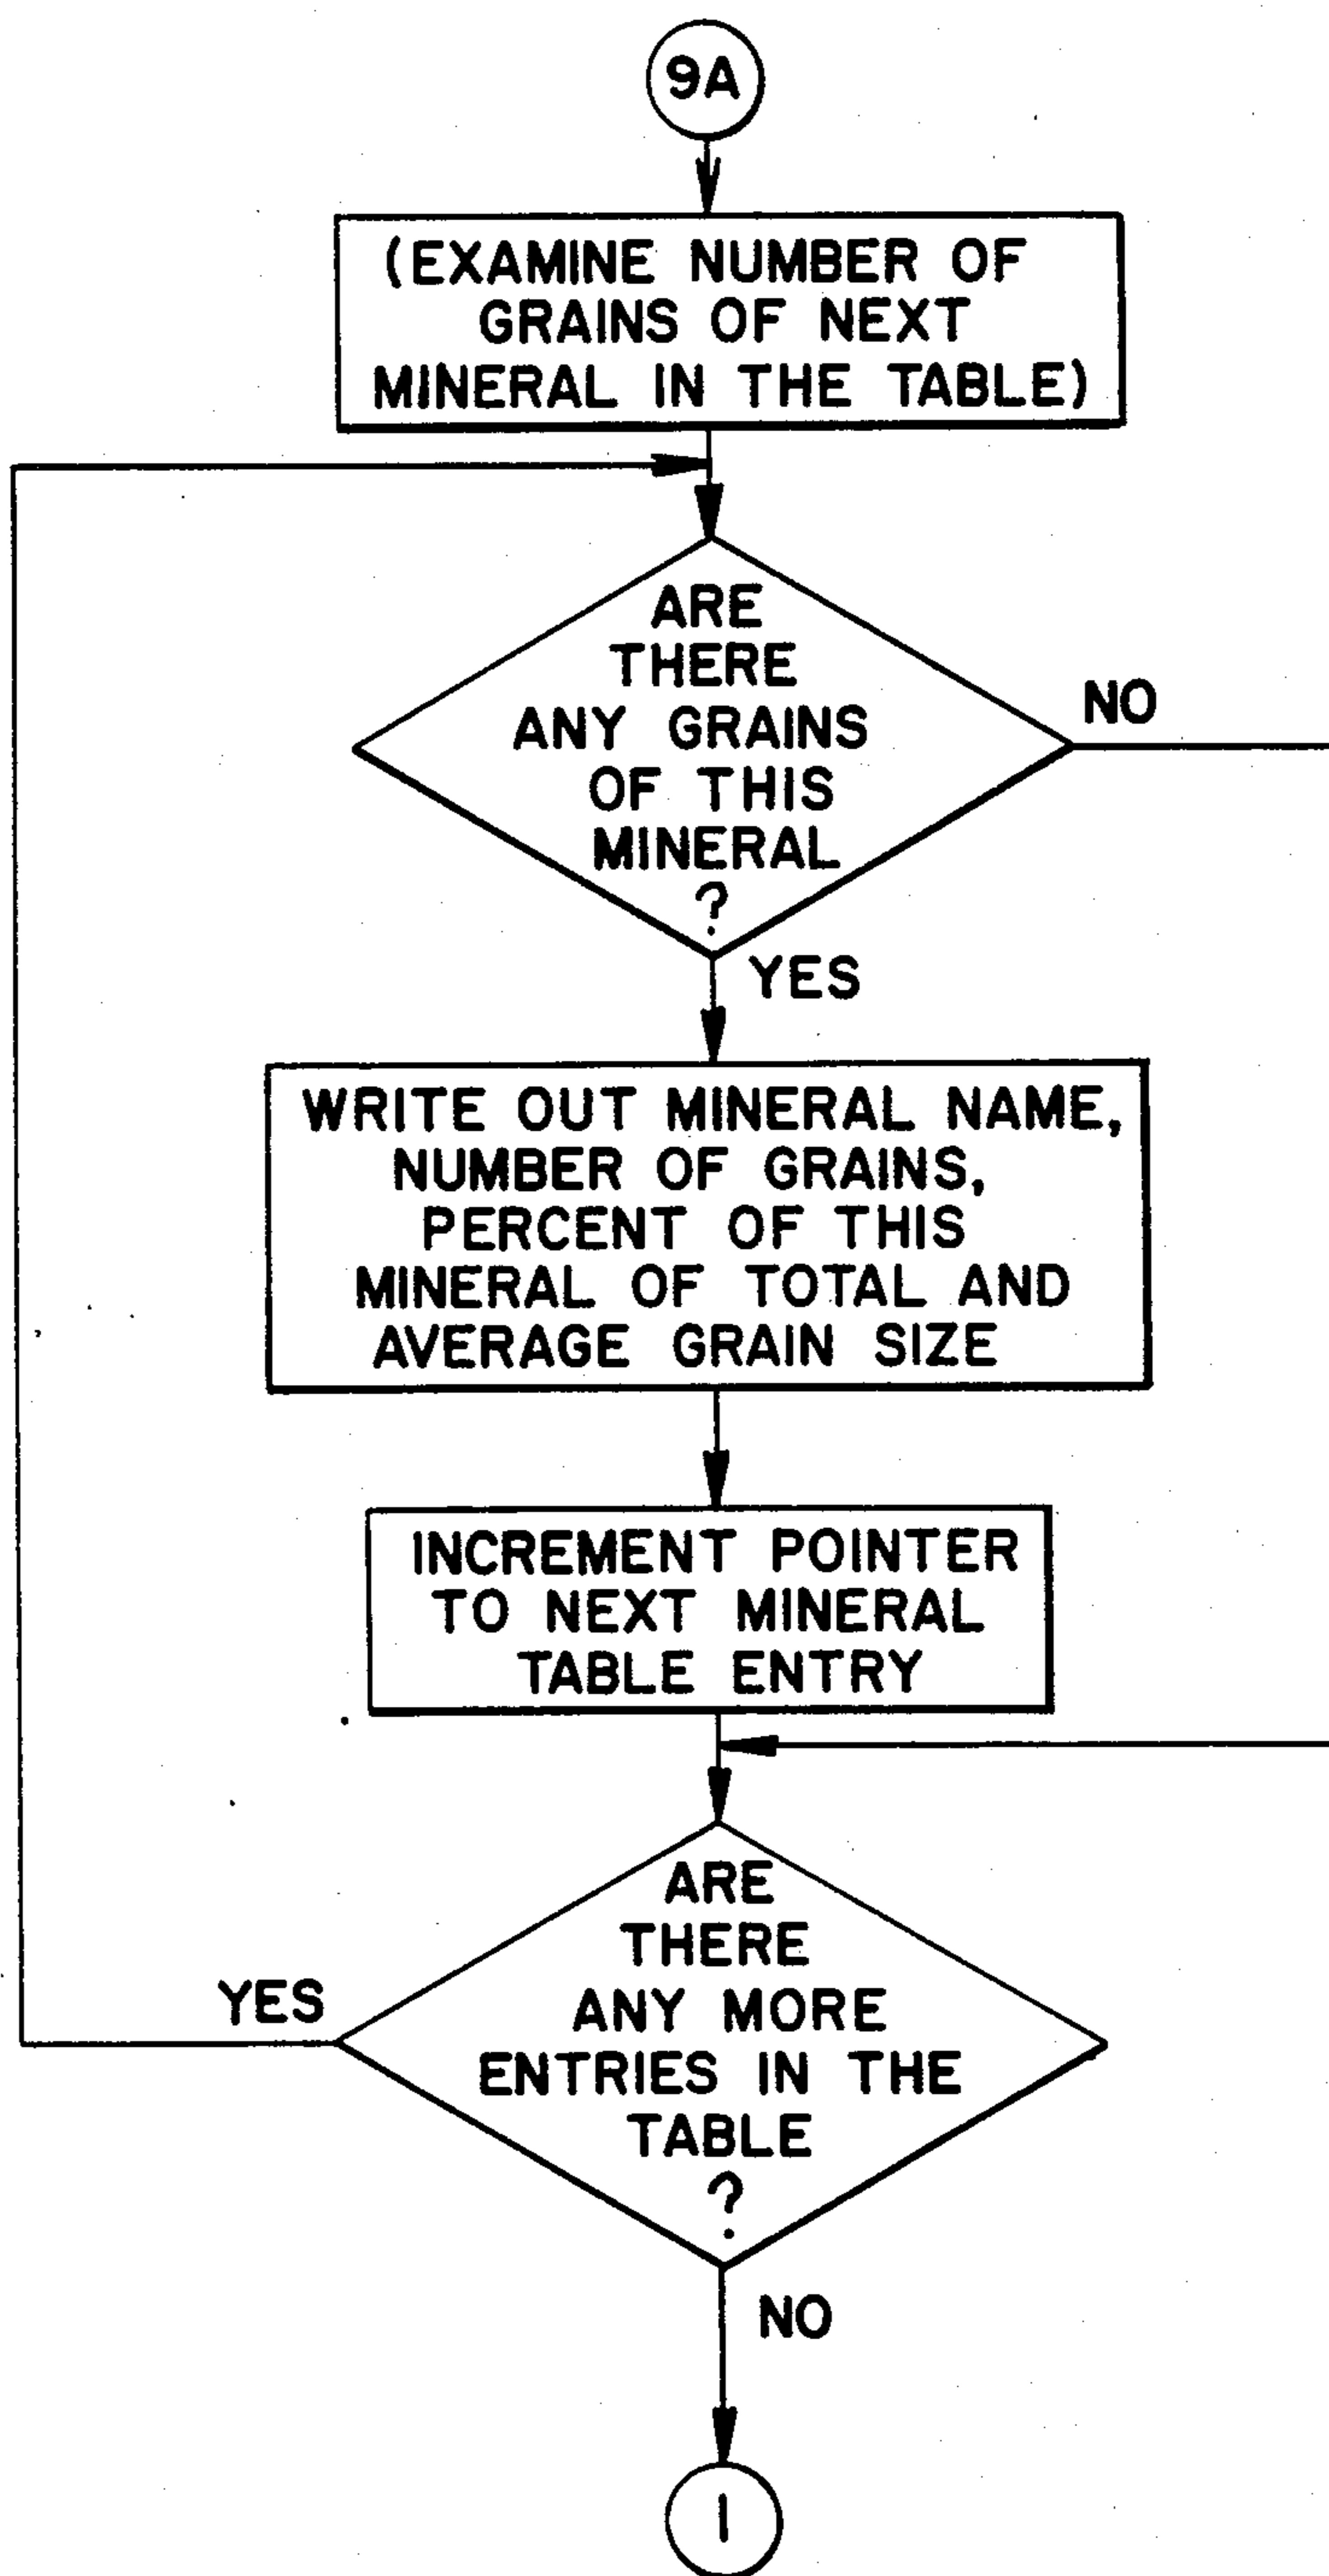 9A
(EXAMINE NUMBER OF
GRAINS OF NEXT
MINERAL IN THE TABLE)
ARE
THERE
ANY GRAINS
OF THIS
MINERAL
?
NO
YES
WRITE OUT MINERAL NAME,
NUMBER OF GRAINS,
PERCENT OF THIS
MINERAL OF TOTAL AND
AVERAGE GRAIN SIZE
INCREMENT POINTER
TO NEXT MINERAL
TABLE ENTRY
ARE
THERE
ANY MORE
ENTRIES IN THE
TABLE
?
YES
NO
1